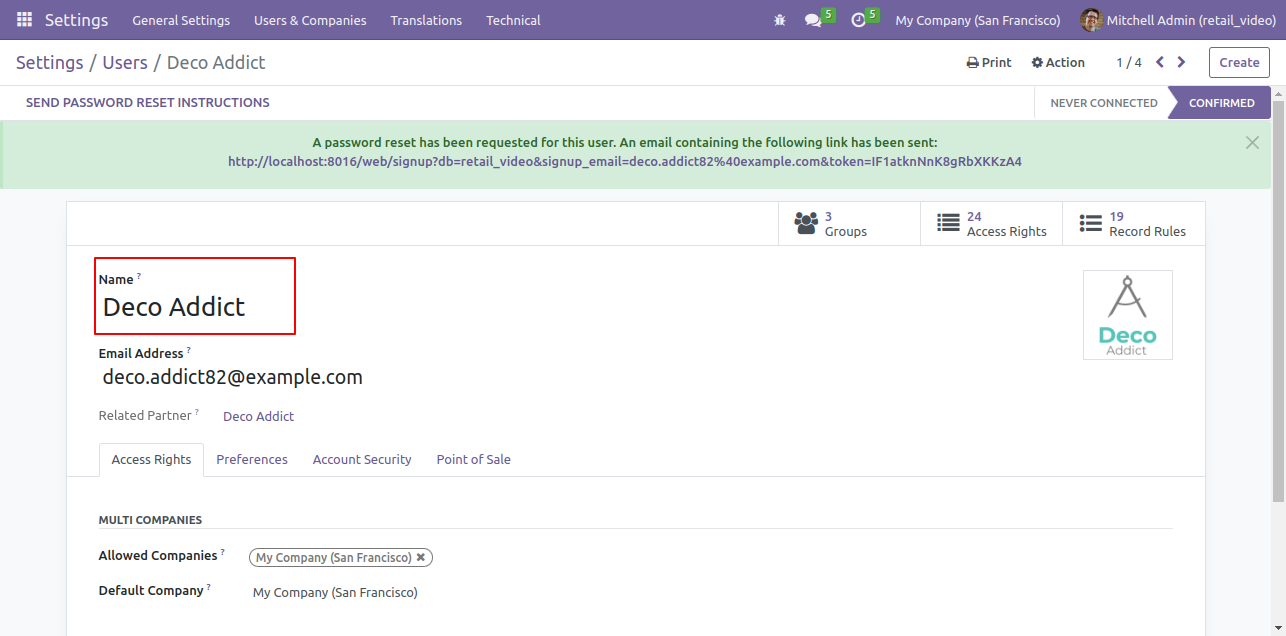 Settings General Settings Users & Companies Translations Technical 5 5 My Company (San Francisco) Mitchell Admin (retail_video)
Settings / Users / Deco Addict Print Action 1 / 4 Create
SEND PASSWORD RESET INSTRUCTIONS NEVER CONNECTED CONFIRMED
A password reset has been requested for this user. An email containing the following link has been sent:
http://localhost:8016/web/signup?db=retail_video&signup_email=deco.addict82%40example.com&token=IF1atknNnK8gRbXKKzA4
3 Groups
24 Access Rights
19 Record Rules
Name ?
Deco Addict
Deco
Addict
Email Address ?
deco.addict82@example.com
Related Partner ? Deco Addict
Access Rights Preferences Account Security Point of Sale
MULTI COMPANIES
Allowed Companies ? My Company (San Francisco) ✖
Default Company ? My Company (San Francisco)